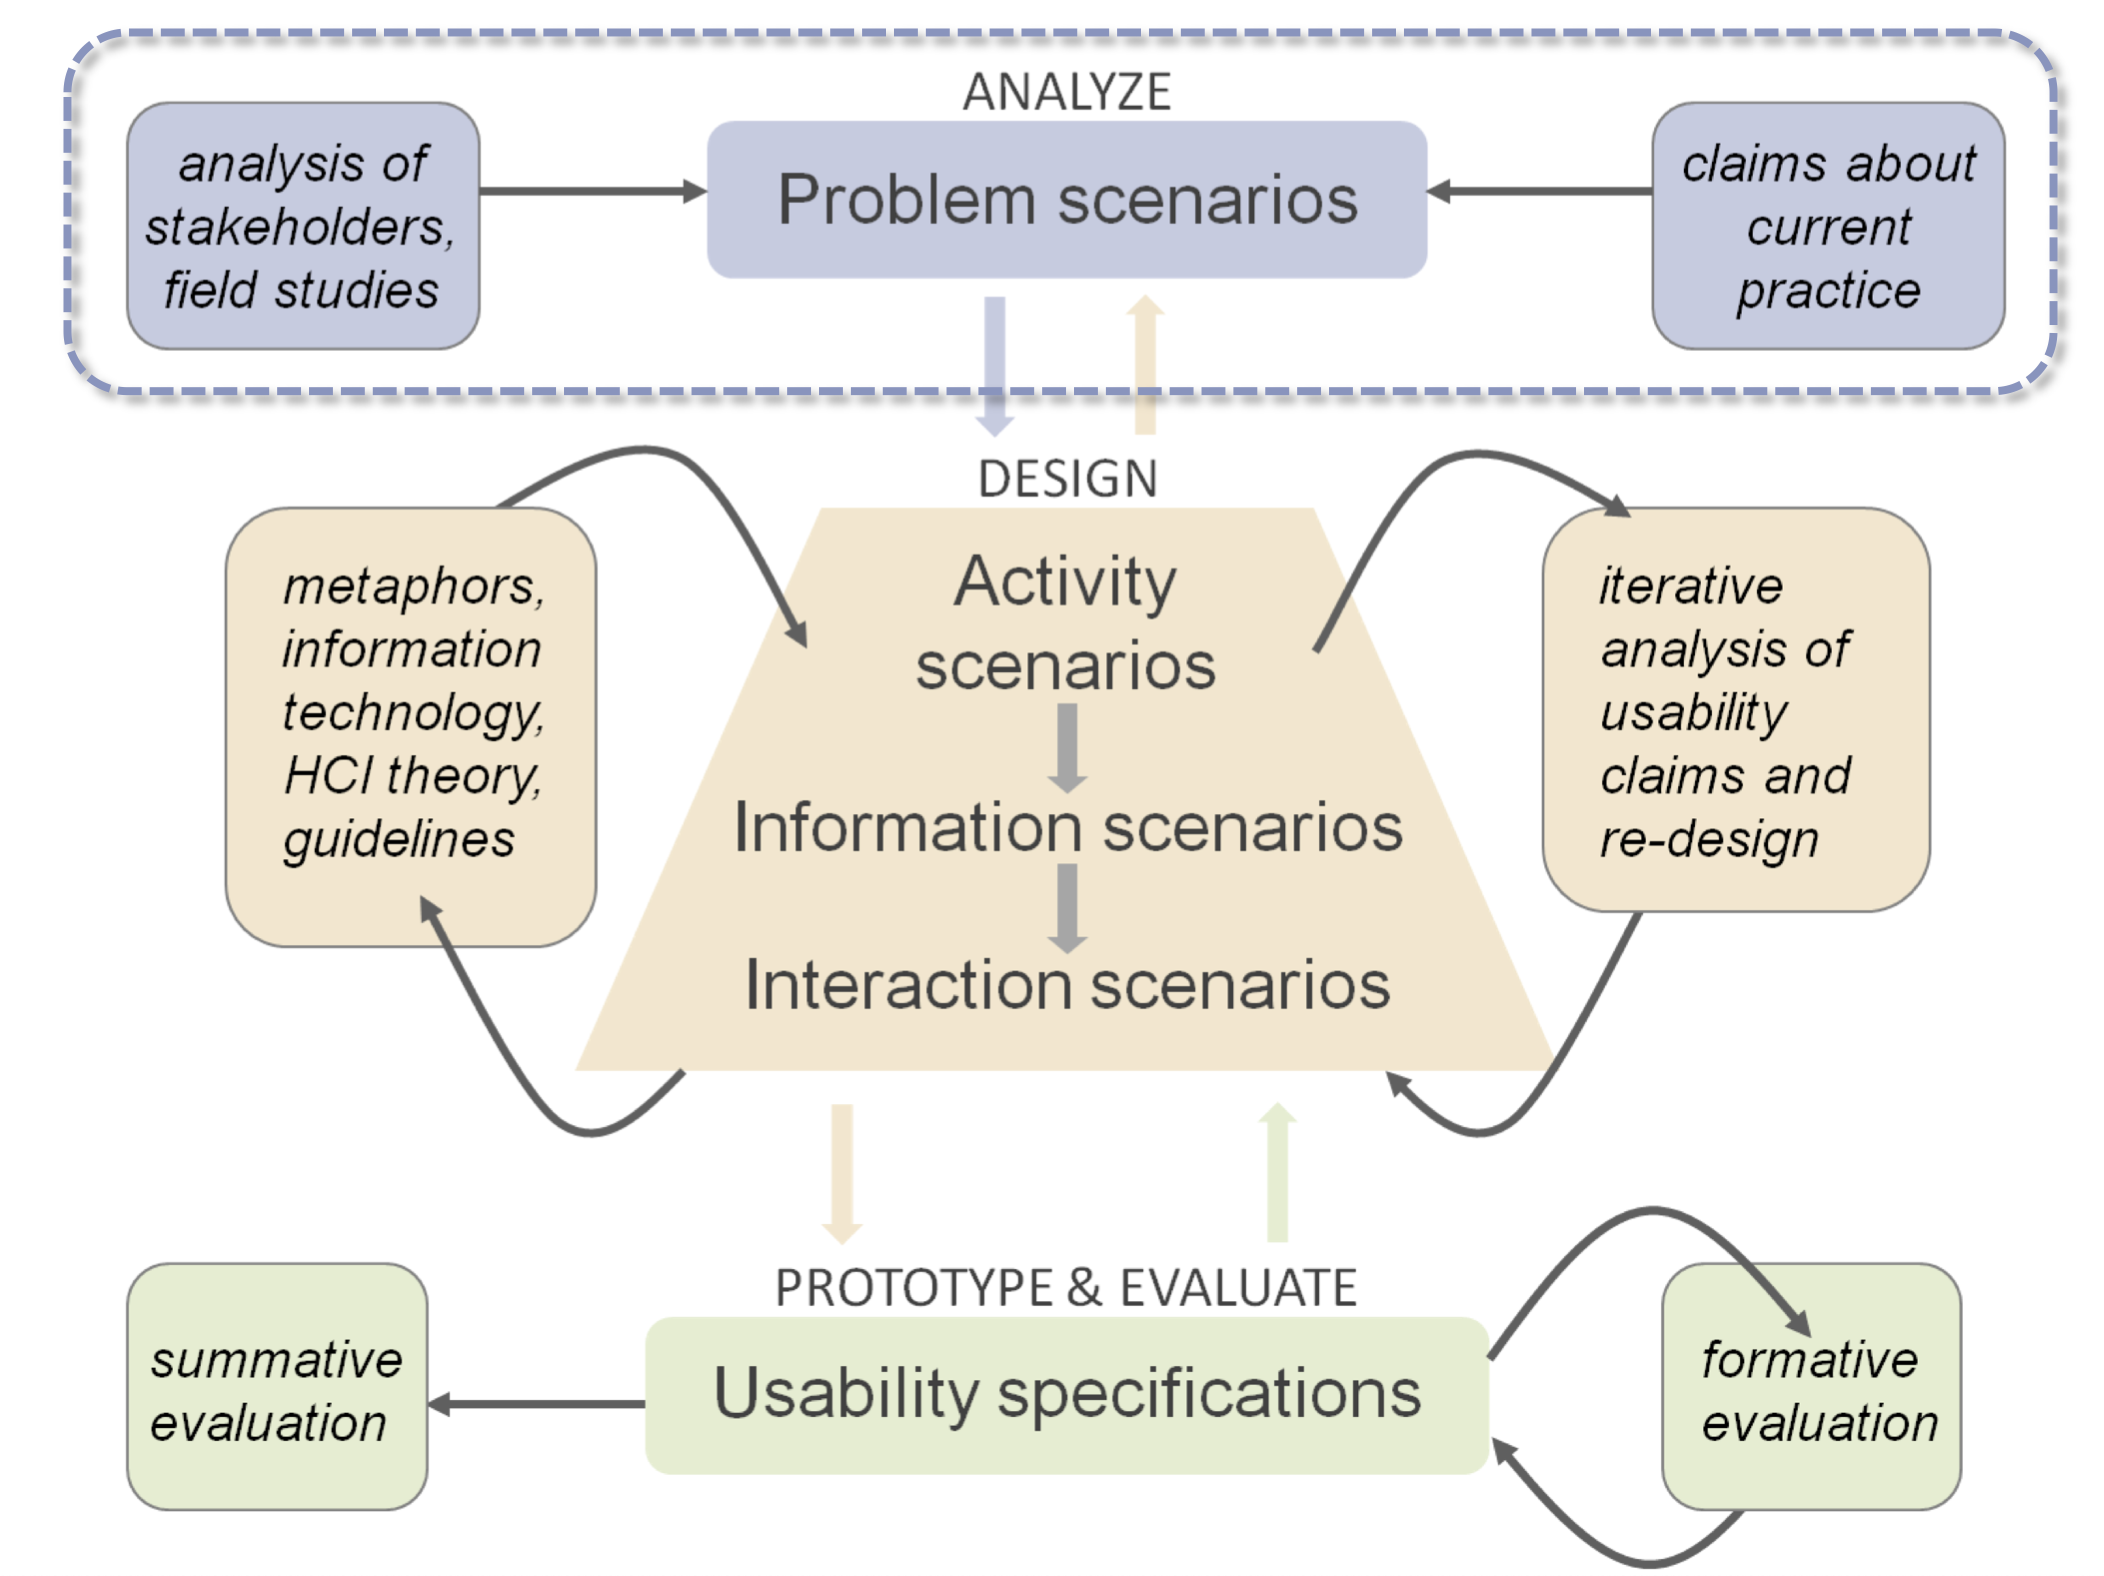 ANALYZE
analysis of
stakeholders,
field studies
Problem scenarios
claims about
current
practice
DESIGN
metaphors,
information
technology,
HCI theory,
guidelines
Activity
scenarios
Information scenarios
Interaction scenarios
iterative
analysis of
usability
claims and
re-design
PROTOTYPE & EVALUATE
summative
evaluation
Usability specifications
formative
evaluation